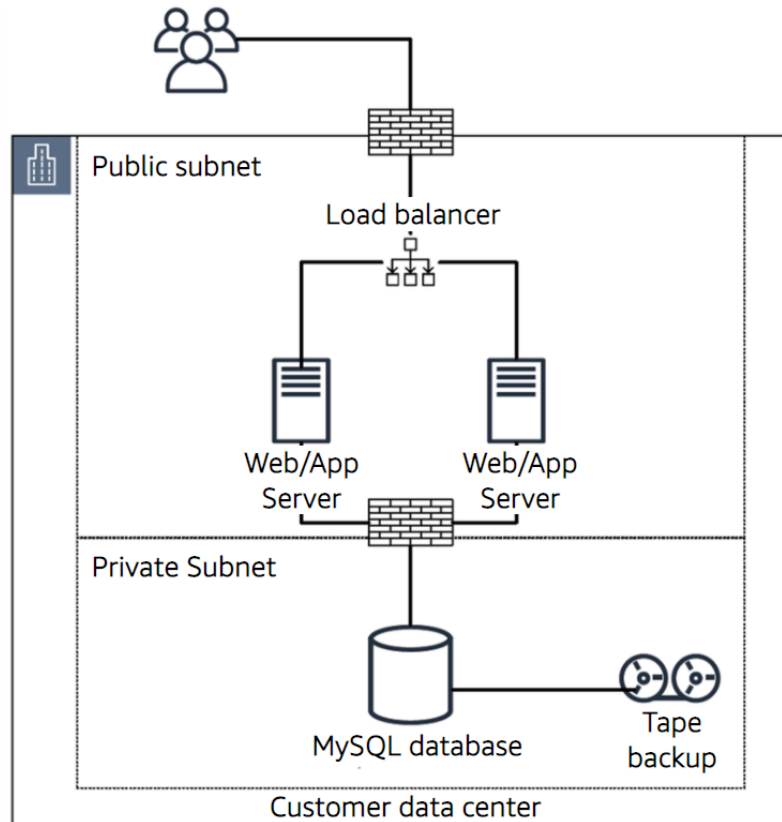 Public subnet
Load balancer
Web/App
Server
Web/App
Server
Private Subnet
MySQL database
Tape
backup
Customer data center